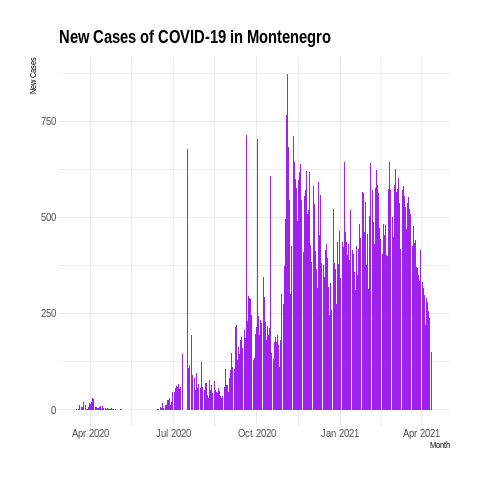 New Cases of COVID-19 in Montenegro
New Cases
750
500
250
0
Apr 2020 Jul 2020 Oct 2020 Jan 2021 Apr 2021
Month